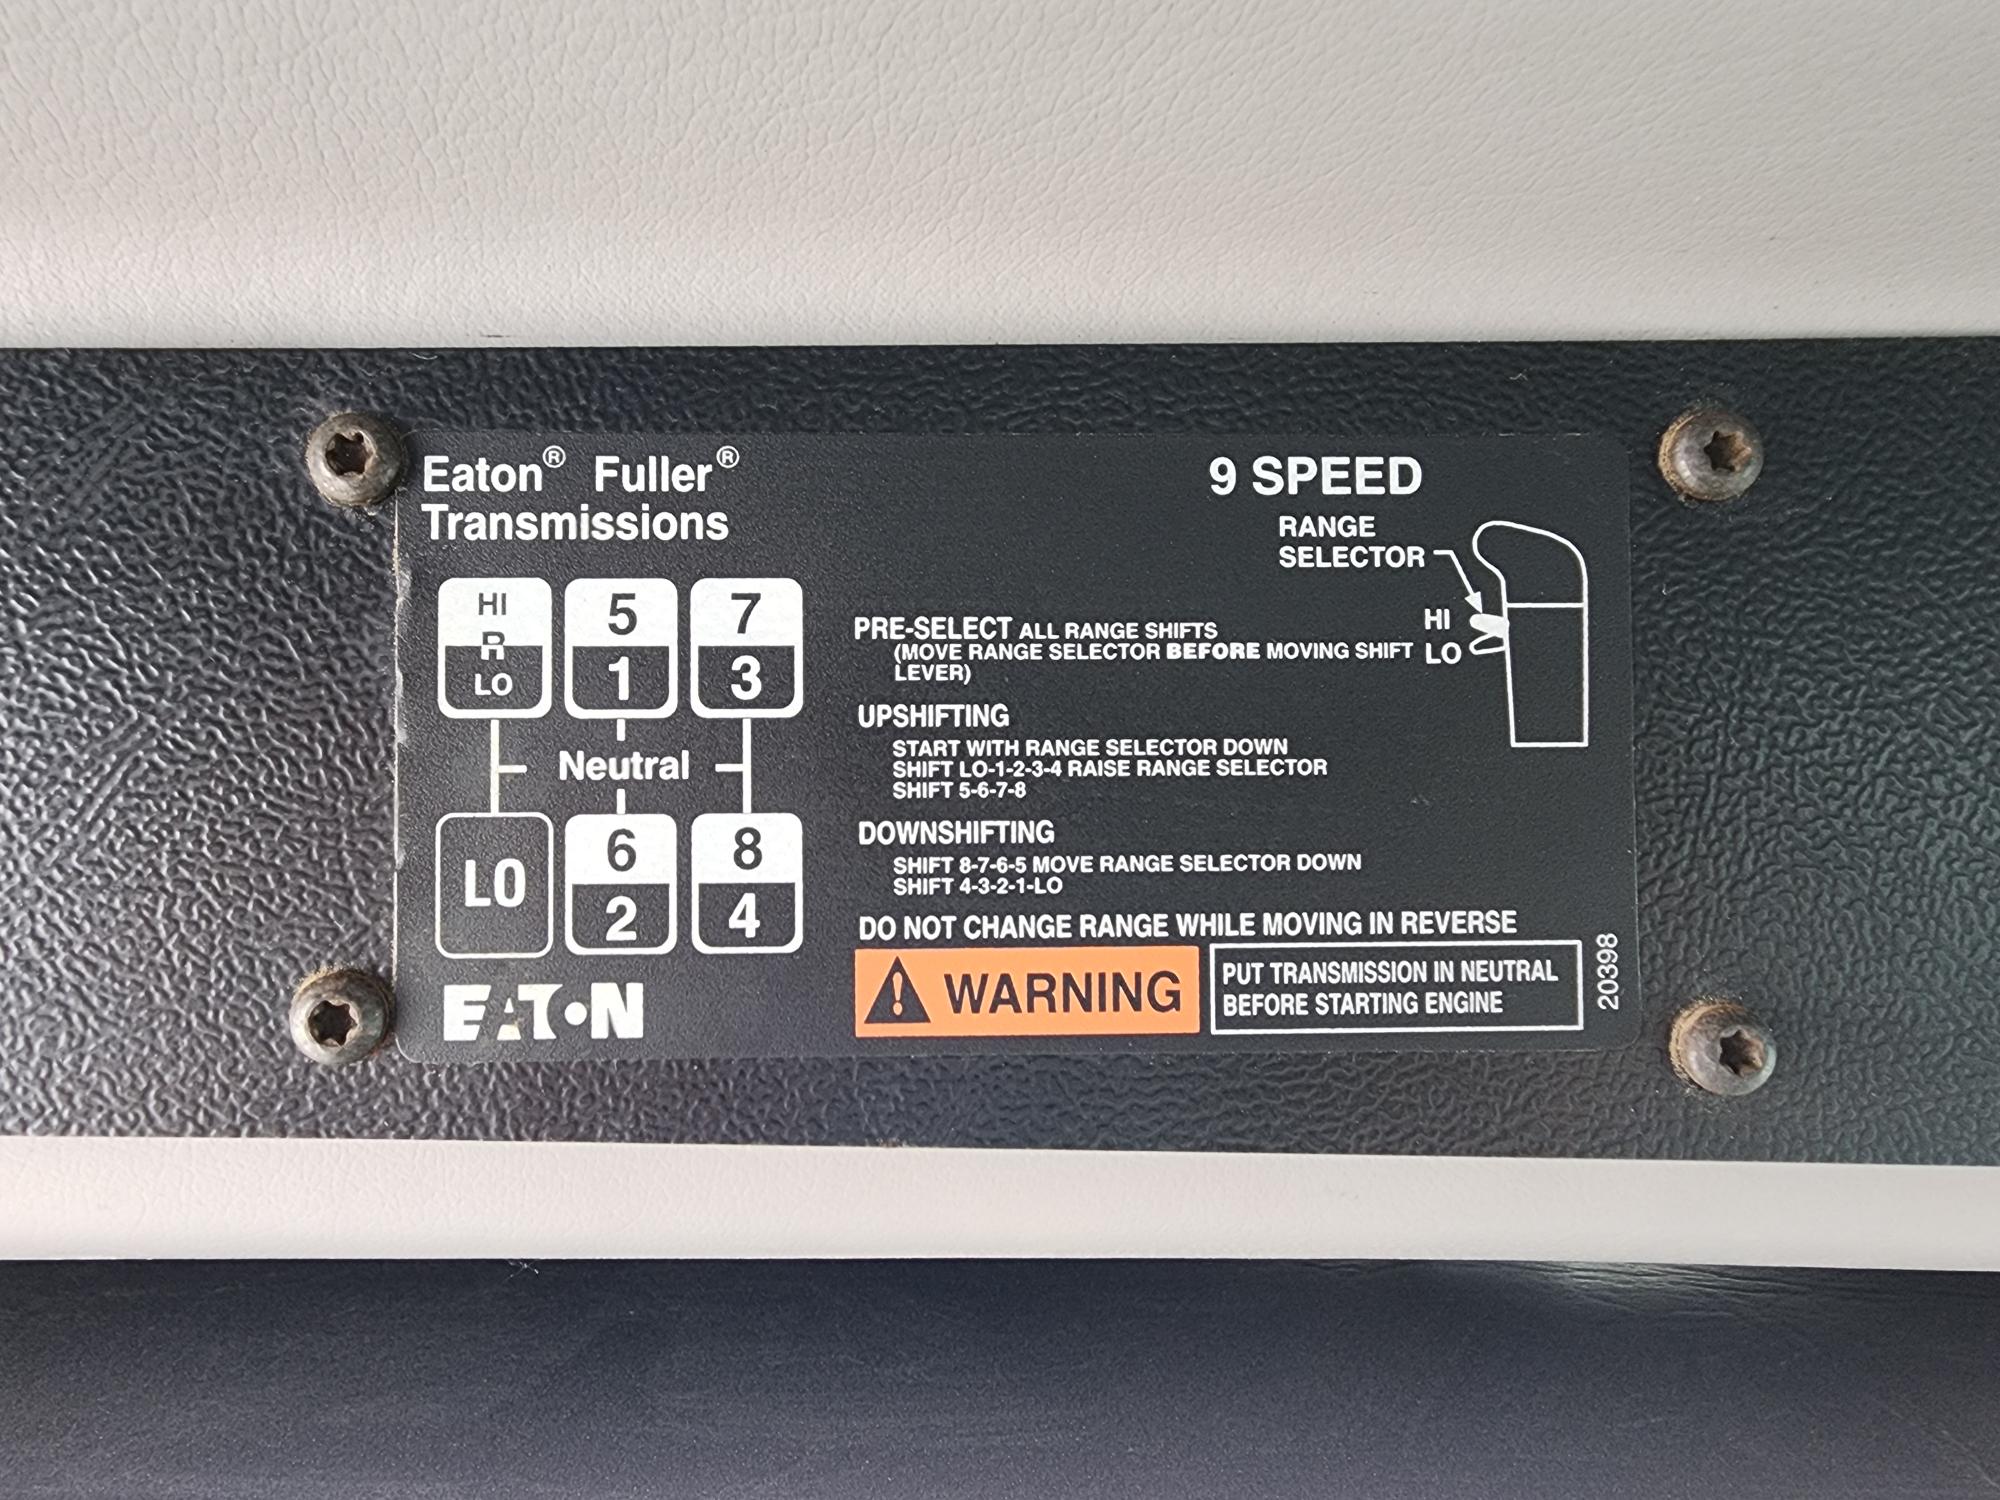 Eaton® Fuller®
Transmissions
9 SPEED
RANGE
SELECTOR
HI
LO
HI
R
LO
5
1
7
3
Neutral
LO
6
2
8
4
PRE-SELECT ALL RANGE SHIFTS
(MOVE RANGE SELECTOR BEFORE MOVING SHIFT
LEVER)
UPSHIFTING
START WITH RANGE SELECTOR DOWN
SHIFT LO-1-2-3-4 RAISE RANGE SELECTOR
SHIFT 5-6-7-8
DOWNSHIFTING
SHIFT 8-7-6-5 MOVE RANGE SELECTOR DOWN
SHIFT 4-3-2-1-LO
DO NOT CHANGE RANGE WHILE MOVING IN REVERSE
EATON
! WARNING
PUT TRANSMISSION IN NEUTRAL
BEFORE STARTING ENGINE
20398